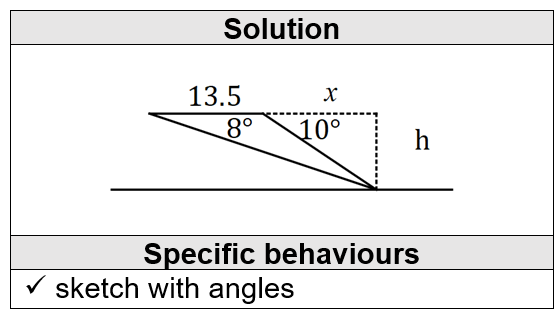 Solution
13.5 x
8° 10° h
Specific behaviours
✓ sketch with angles